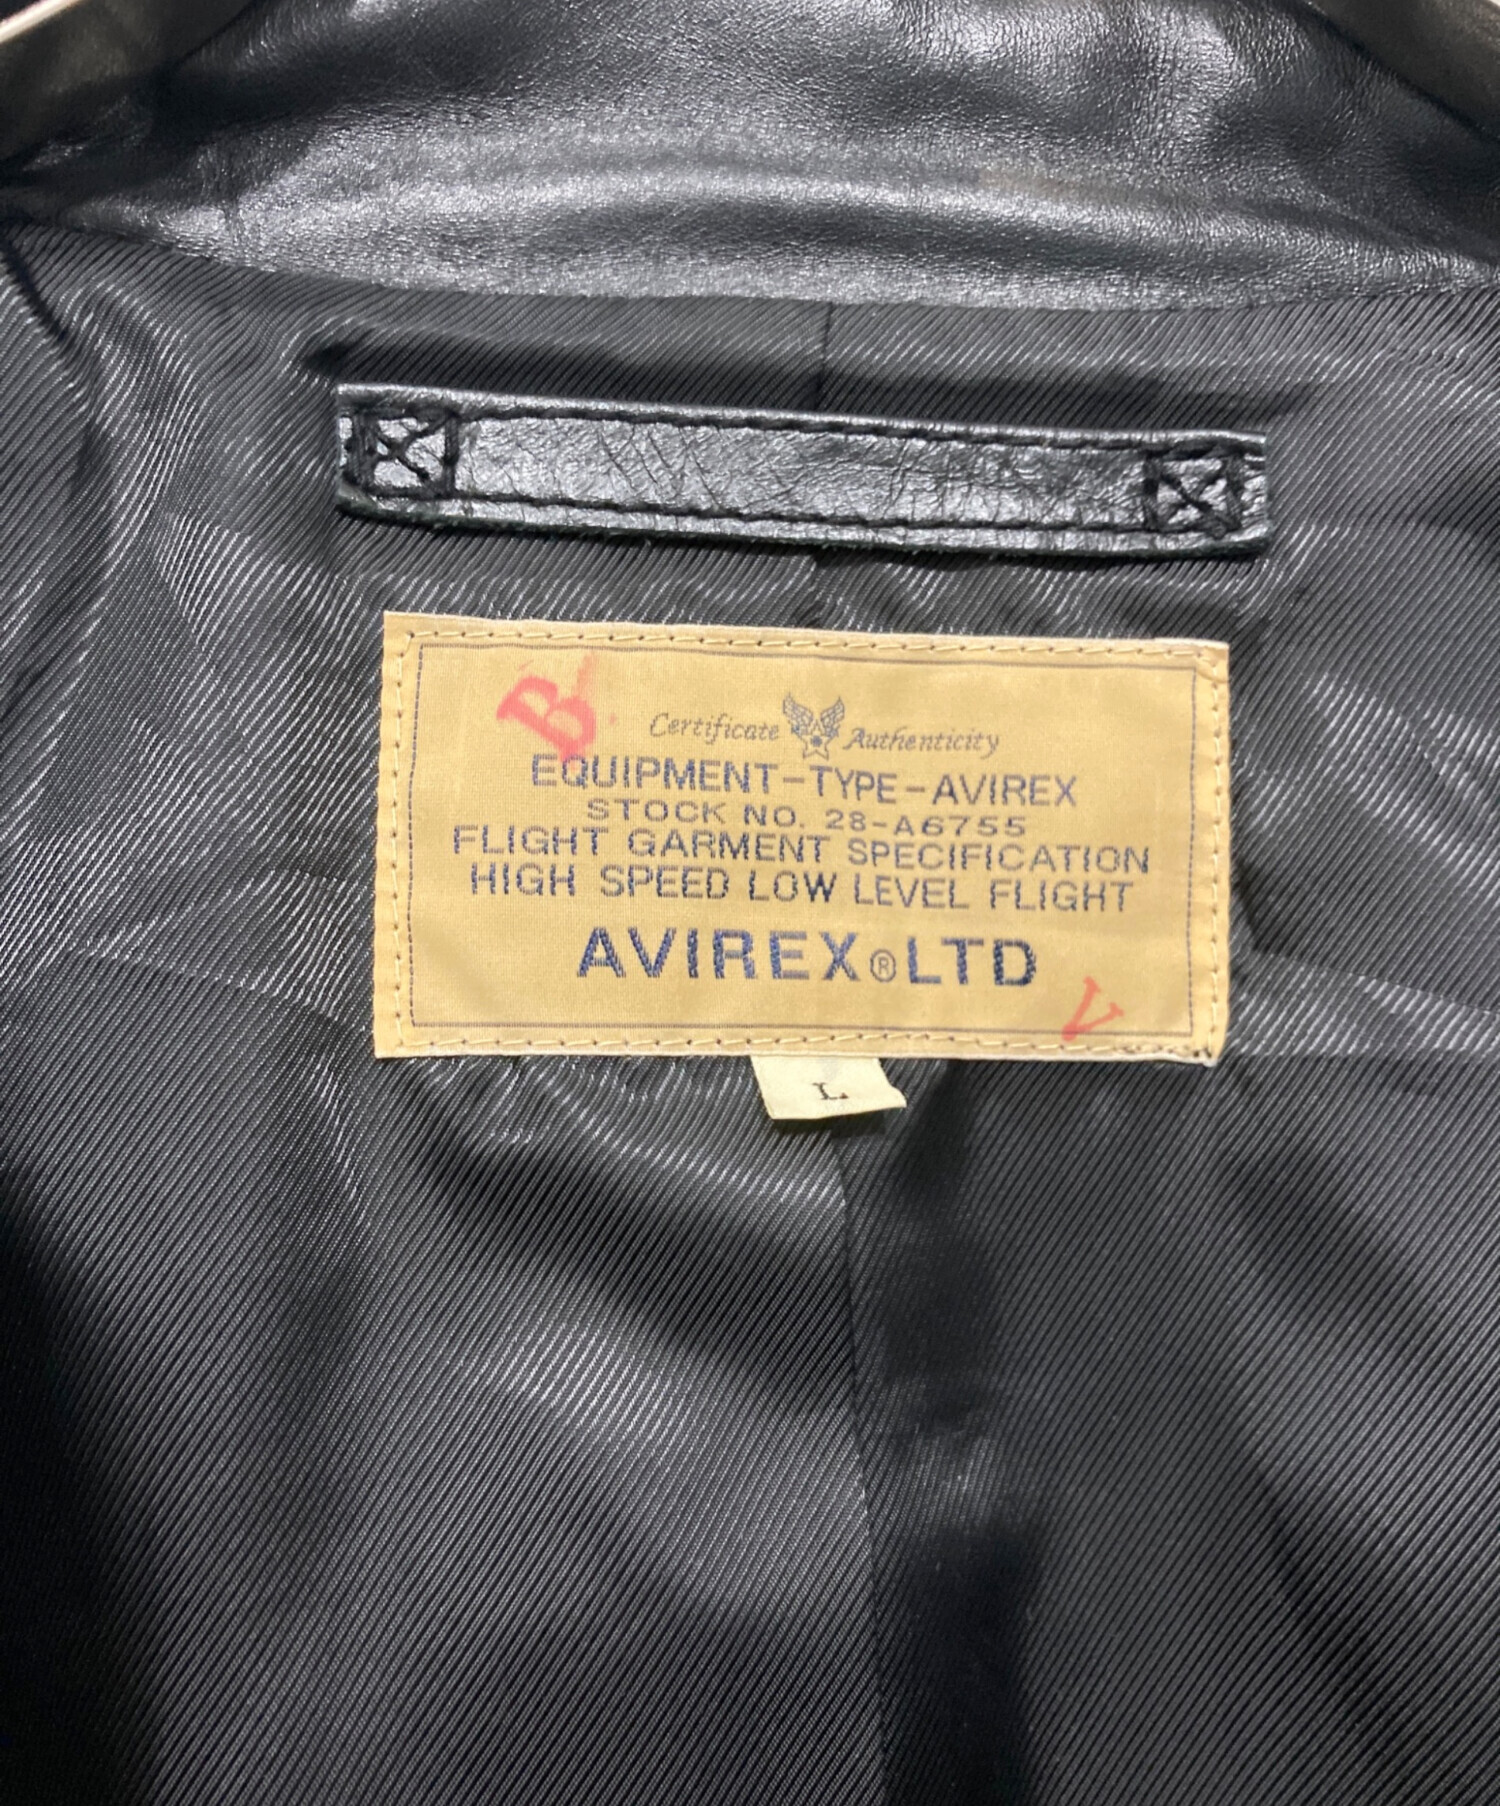 B
Certificate Authenticity
EQUIPMENT-TYPE-AVIREX
STOCK NO. 28-A6755
FLIGHT GARMENT SPECIFICATION
HIGH SPEED LOW LEVEL FLIGHT
AVIREX®LTD
V
L